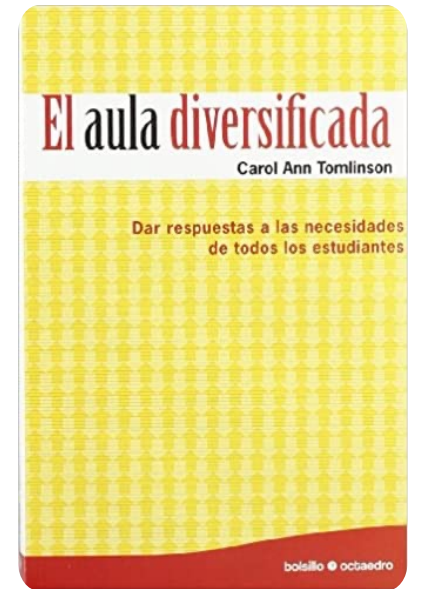 El aula diversificada
Carol Ann Tomlinson
Dar respuestas a las necesidades
de todos los estudiantes
bolsillo octaedro